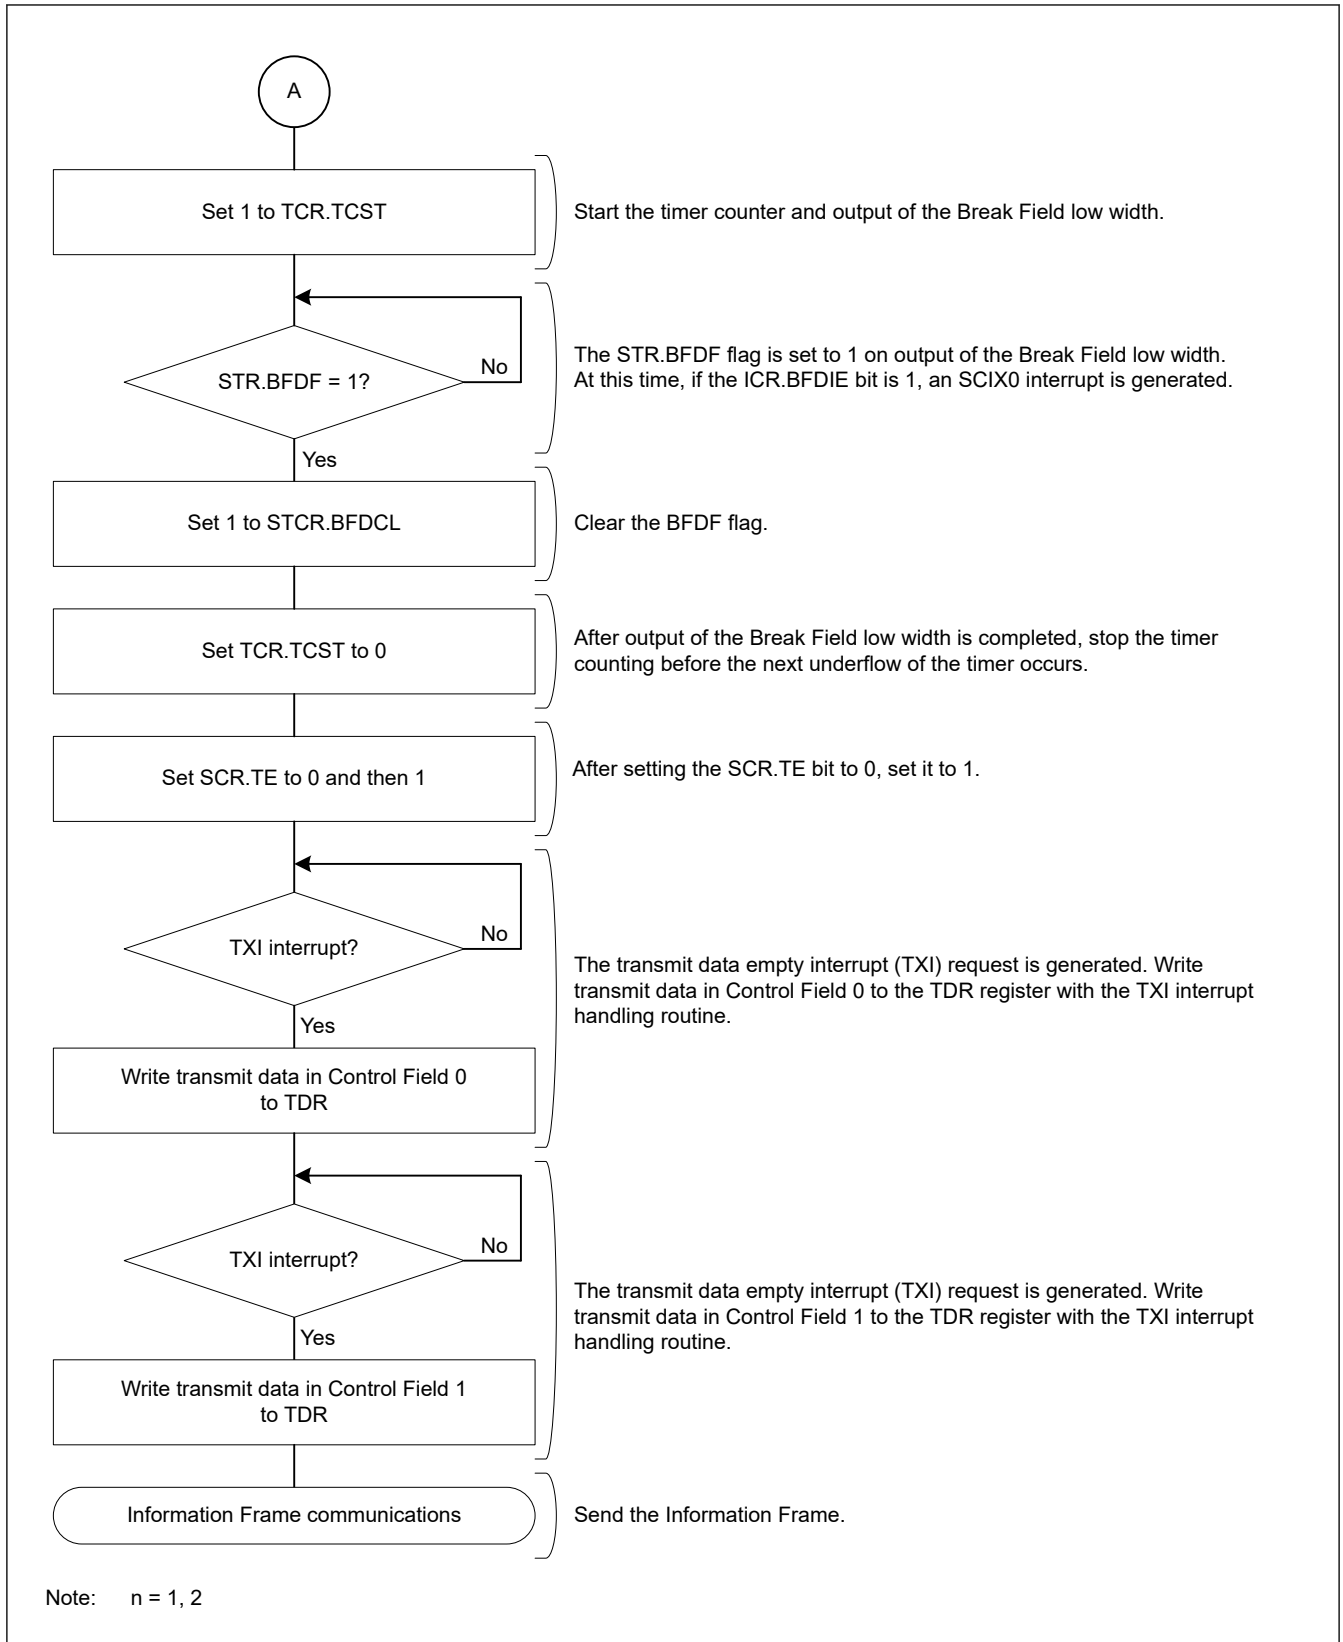 A
Set 1 to TCR.TCST
Start the timer counter and output of the Break Field low width.
STR.BFDF = 1?
No
The STR.BFDF flag is set to 1 on output of the Break Field low width.
At this time, if the ICR.BFDIE bit is 1, an SCIX0 interrupt is generated.
Yes
Set 1 to STCR.BFDCL
Clear the BFDF flag.
Set TCR.TCST to 0
After output of the Break Field low width is completed, stop the timer
counting before the next underflow of the timer occurs.
Set SCR.TE to 0 and then 1
After setting the SCR.TE bit to 0, set it to 1.
TXI interrupt?
No
The transmit data empty interrupt (TXI) request is generated. Write
transmit data in Control Field 0 to the TDR register with the TXI interrupt
handling routine.
Yes
Write transmit data in Control Field 0
to TDR
TXI interrupt?
No
The transmit data empty interrupt (TXI) request is generated. Write
transmit data in Control Field 1 to the TDR register with the TXI interrupt
handling routine.
Yes
Write transmit data in Control Field 1
to TDR
Information Frame communications
Send the Information Frame.
Note: n = 1, 2